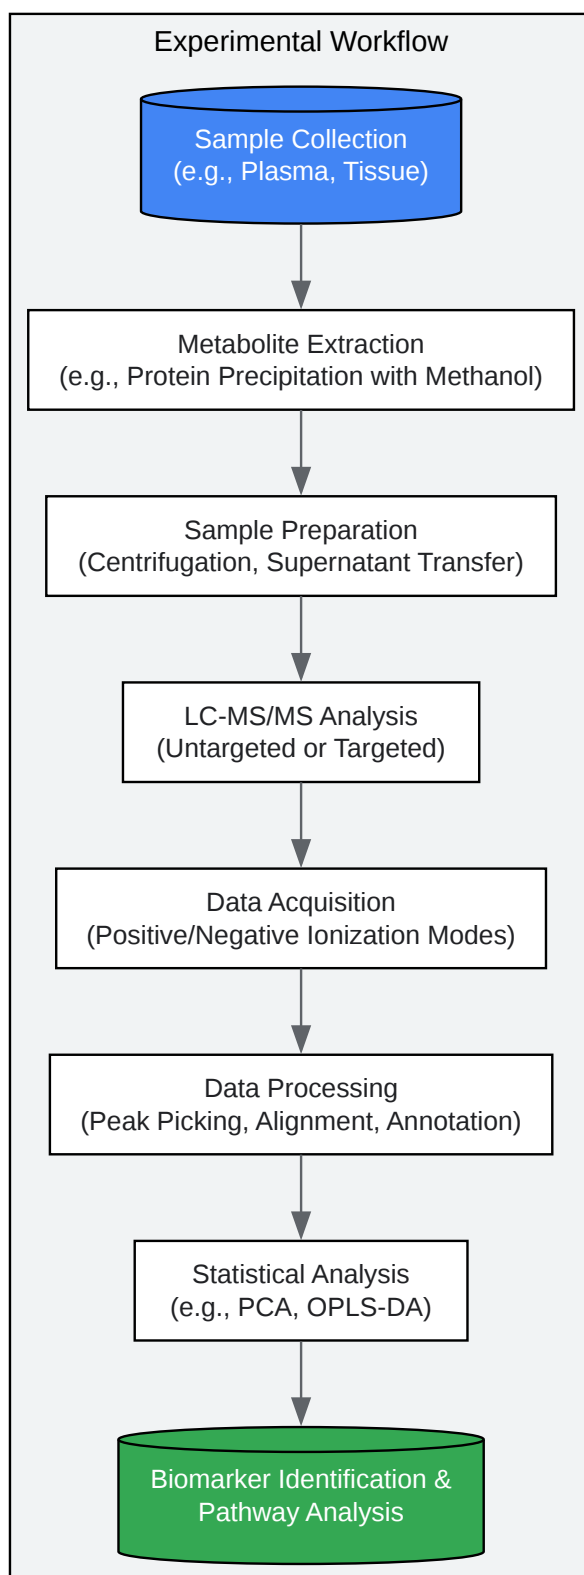 Experimental Workflow
Sample Collection
(e.g., Plasma, Tissue)
Metabolite Extraction
(e.g., Protein Precipitation with Methanol)
Sample Preparation
(Centrifugation, Supernatant Transfer)
LC-MS/MS Analysis
(Untargeted or Targeted)
Data Acquisition
(Positive/Negative Ionization Modes)
Data Processing
(Peak Picking, Alignment, Annotation)
Statistical Analysis
(e.g., PCA, OPLS-DA)
Biomarker Identification &
Pathway Analysis